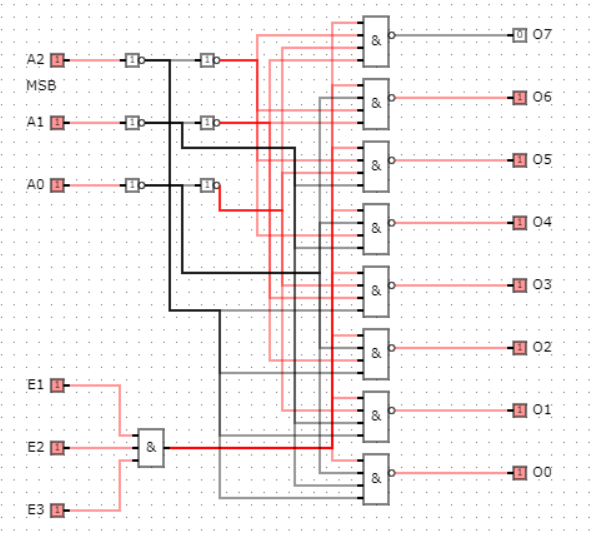 & 0 O7
A2 1 1 1
MSB
& 1 O6
A1 1 1 1
& 1 O5
A0 1 1 1
& 1 O4
& 1 O3
& 1 O2
E1 1
& 1 O1
E2 1 &
& 1 O0
E3 1